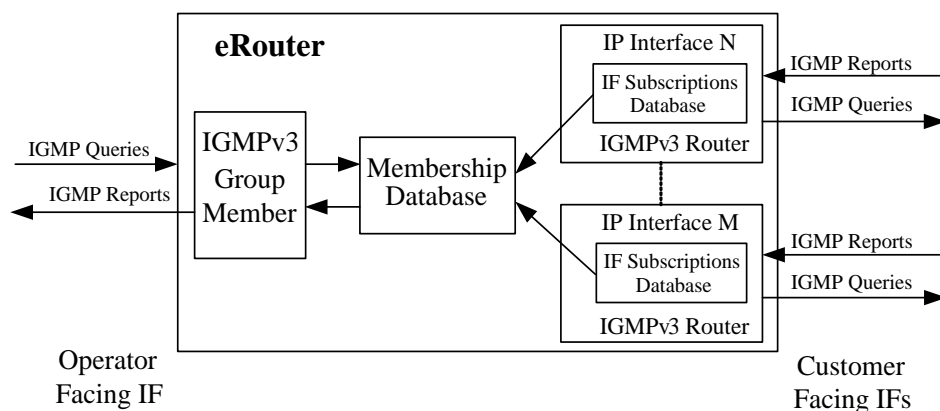 eRouter
IP Interface N
IF Subscriptions
Database
IGMPv3 Router
IGMP Reports
IGMP Queries
IGMP Queries
IGMP Reports
IGMPv3
Group
Member
Membership
Database
IP Interface M
IF Subscriptions
Database
IGMPv3 Router
IGMP Reports
IGMP Queries
Operator
Facing IF
Customer
Facing IFs